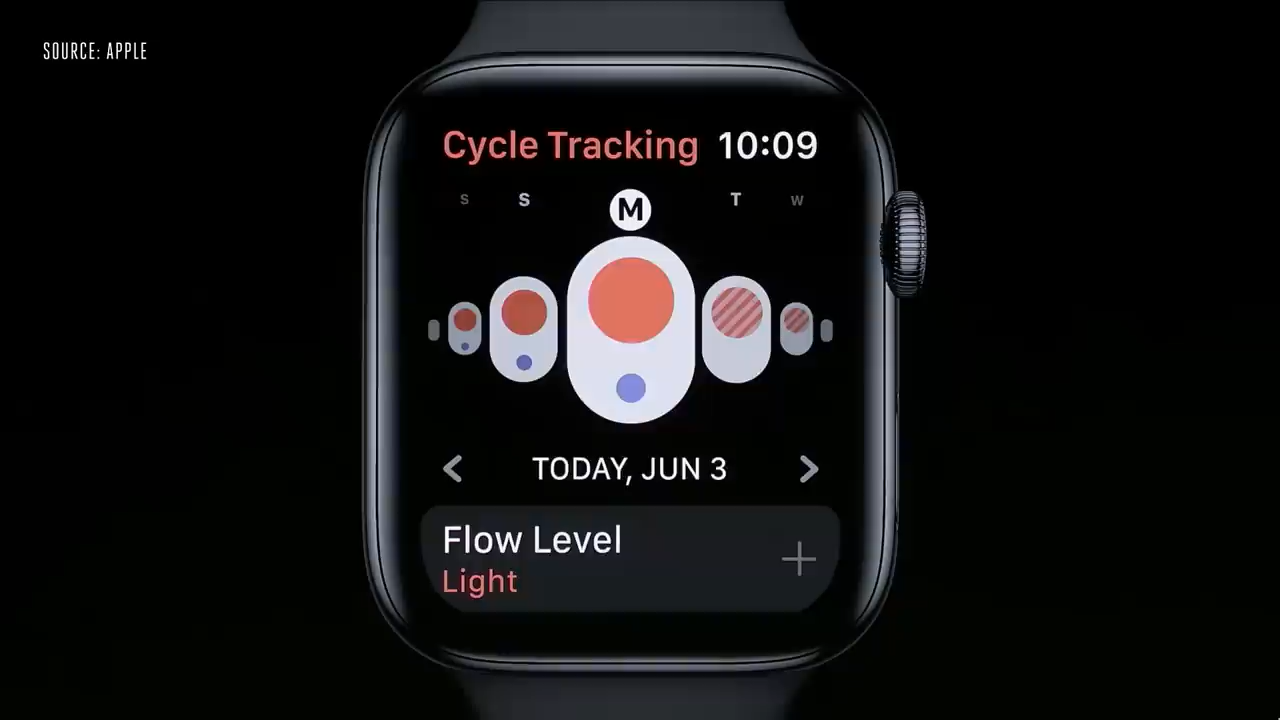 SOURCE: APPLE
Cycle Tracking 10:09
S S M T W
TODAY, JUN 3
Flow Level
Light